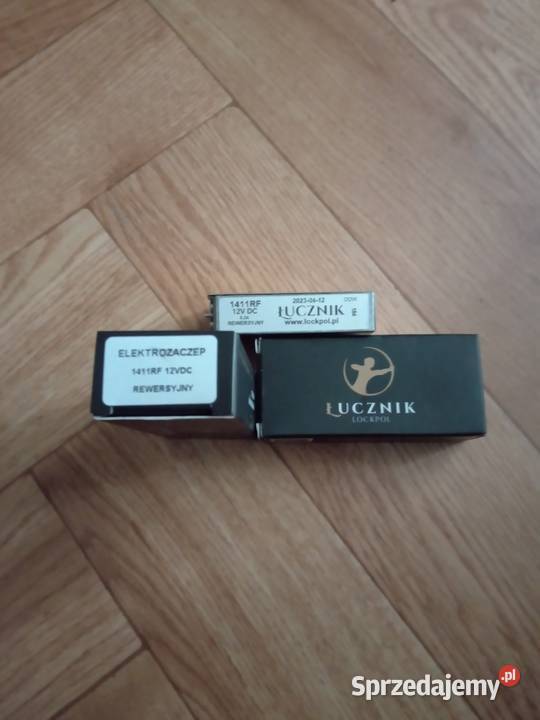 1411RF
12V DC
REWERSYJNY
2023-04-12
ŁUCZNIK
www.lockpol.pl
ELEKTROZACZEP
1411RF 12VDC
REWERSYJNY
ŁUCZNIK
LOCKPOL
Sprzedajemy.pl